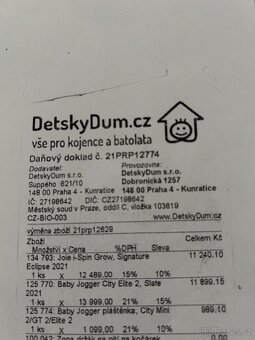 DetskyDum.cz
vše pro kojence a batolata
Daňový doklad č. 21PRP12774
Dodavatel: Provozovna:
DetskyDum s.r.o. DetskyDum s.r.o.
Suppého 621/10 Dobronická 1257
148 00 Praha 4 - Kunratice 148 00 Praha 4 - Kunratice
IČ: 27198642 DIČ: CZ27198642
Městský soud v Praze, oddíl C, vložka 103819
CZ-BIO-003 www.DetskyDum.cz
výměna zboží 21prp12629
Zboží Celkem Kč
Množství x Cena %DPH Sleva
134 793: Joie i-Spin Grow, Signature 11 240.10
Eclipse 2021
1 ks x 12 489,00 15% 10%
125 770: Baby Jogger City Elite 2, Slate 11 899.15
2021
1 ks x 13 999,00 21% 15%
125 774: Baby Jogger pláštěnka, City Mini 989.10
2/GT 2/Elite 2
1 ks x 1 099,00 21% 10%